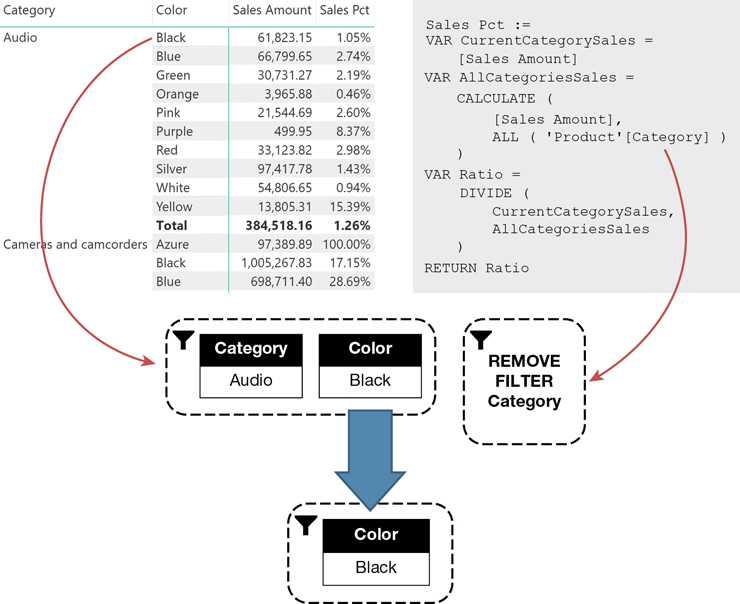 Category Color Sales Amount Sales Pct
Audio Black 61,823.15 1.05%
Blue 66,799.65 2.74%
Green 30,731.27 2.19%
Orange 3,965.88 0.46%
Pink 21,544.69 2.60%
Purple 499.95 8.37%
Red 33,123.82 2.98%
Silver 97,417.78 1.43%
White 54,806.65 0.94%
Yellow 13,805.31 15.39%
Total 384,518.16 1.26%
Cameras and camcorders Azure 97,389.89 100.00%
Black 1,005,267.83 17.15%
Blue 698,711.40 28.69%
Sales Pct :=
VAR CurrentCategorySales =
[Sales Amount]
VAR AllCategoriesSales =
CALCULATE (
[Sales Amount],
ALL ( 'Product'[Category] )
)
VAR Ratio =
DIVIDE (
CurrentCategorySales,
AllCategoriesSales
)
RETURN Ratio
Category Color
Audio Black
REMOVE
FILTER
Category
Color
Black